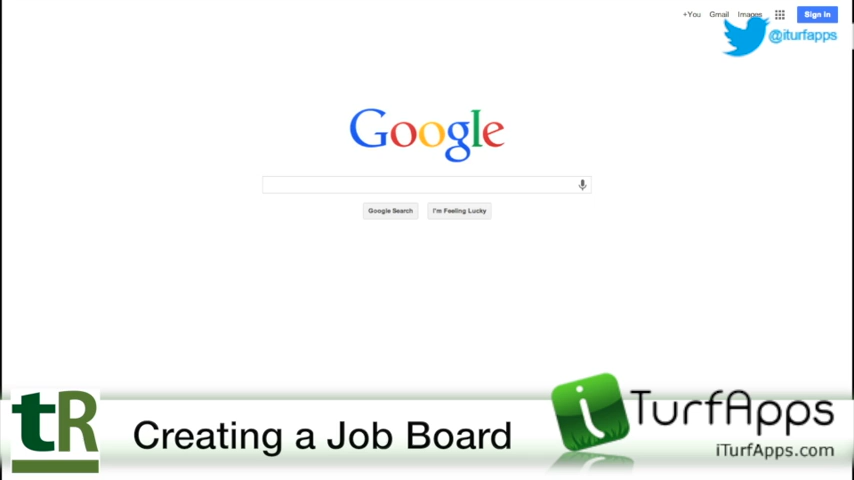 +You Gmail Images Sign in
@iturfapps
Google
Google Search I'm Feeling Lucky
tR
Creating a Job Board
i TurfApps
iTurfApps.com